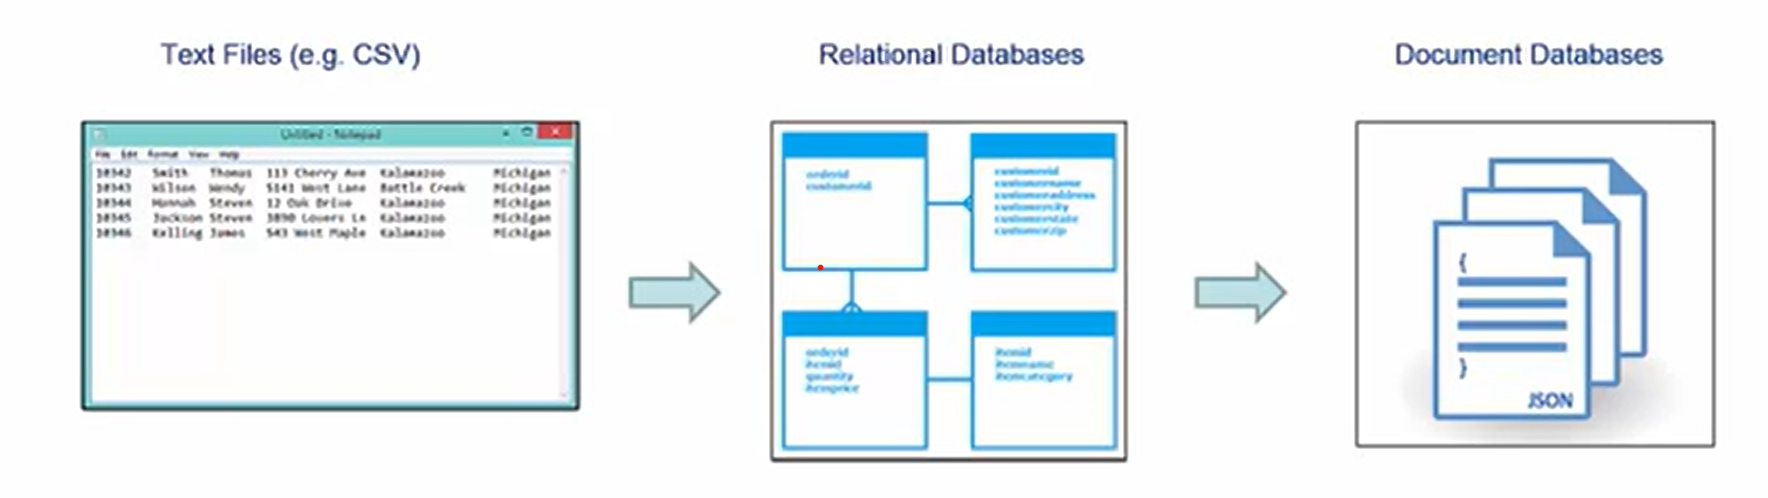 Text Files (e.g. CSV)
Relational Databases
Document Databases
Untitled - Notepad
File Edit Format View Help
10342 Smith Thomas 113 Cherry Ave Kalamazoo Michigan
10343 Wilson Wendy 5141 West Lane Battle Creek Michigan
10344 Hannah Steven 12 Oak Drive Kalamazoo Michigan
10345 Jackson Steven 3890 Lovers Ln Kalamazoo Michigan
10346 Kelling James 543 West Maple Kalamazoo Michigan
orderid
customerid
customerid
customername
customeraddress
customercity
customerstate
customerzip
orderid
itemid
quantity
itemprice
itemid
itemname
itemcategory
{
}
JSON